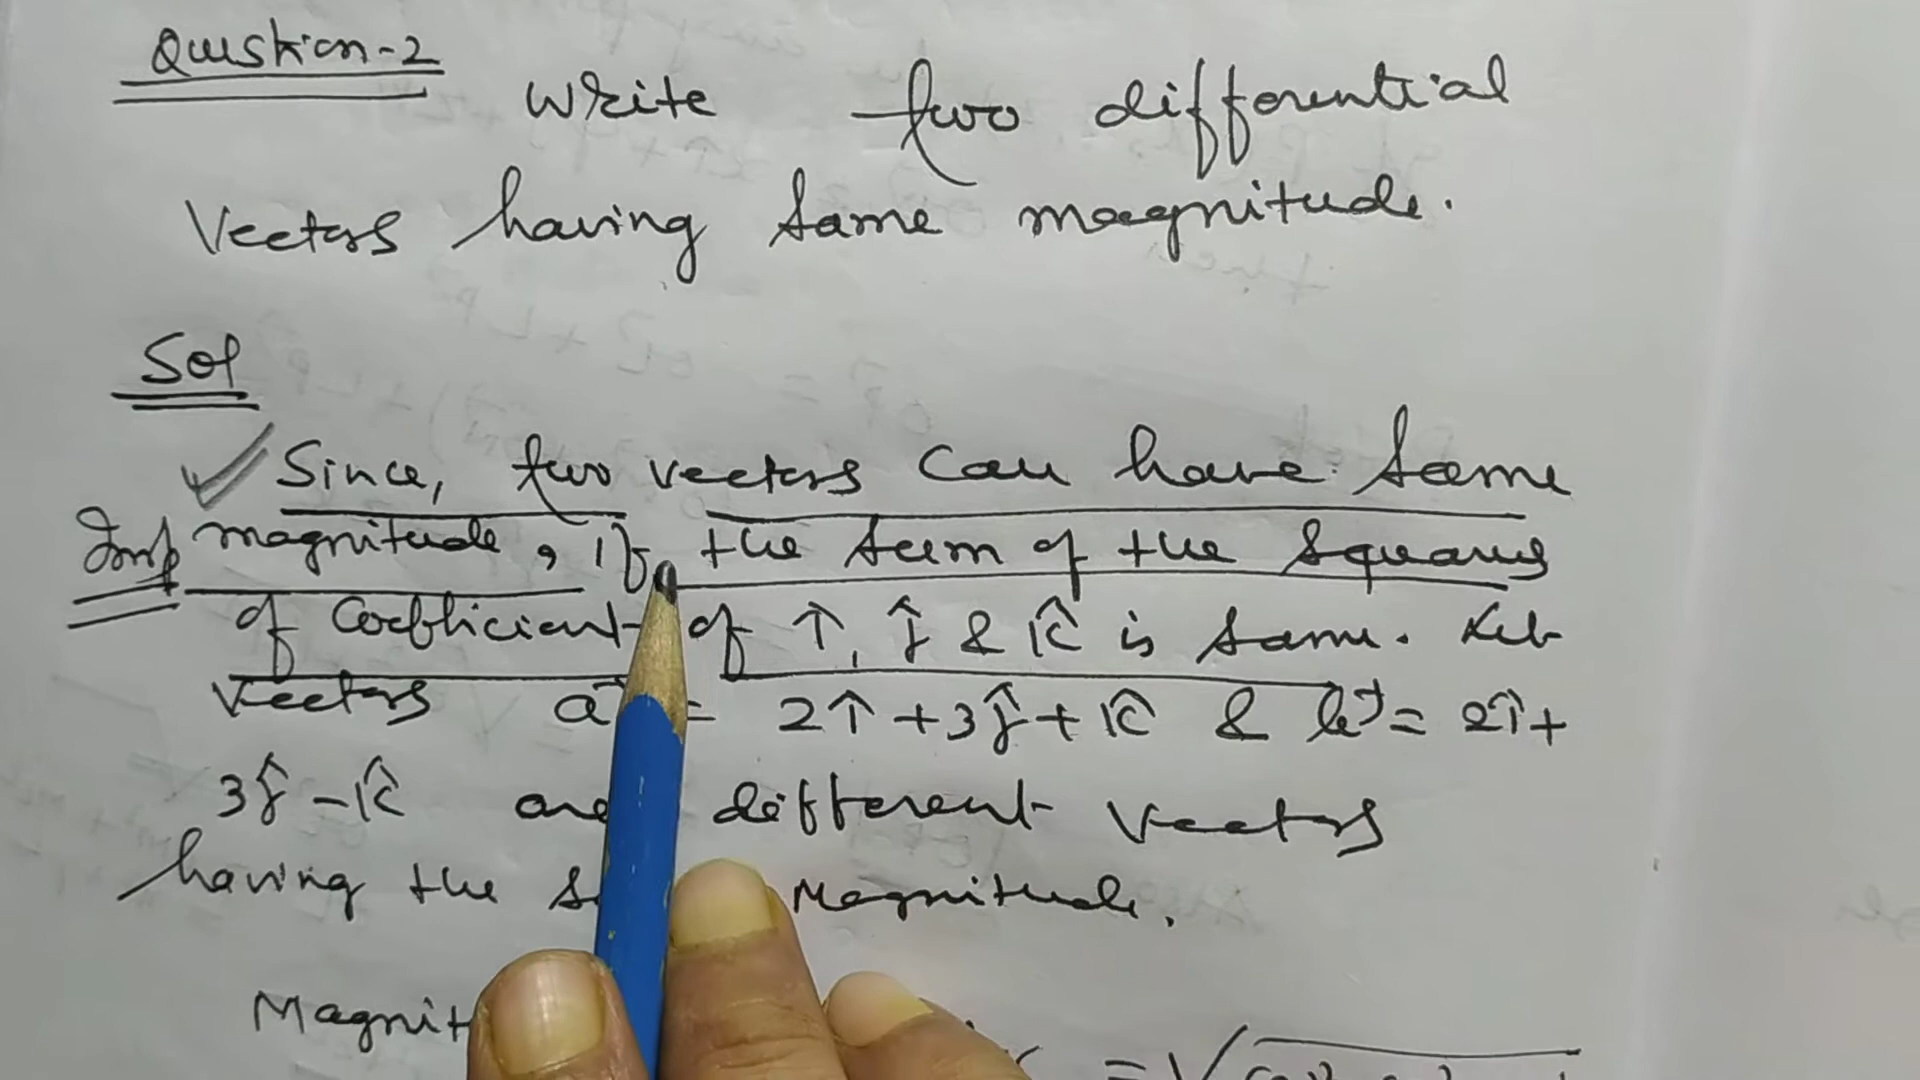 Question-2
Write two differential
Vectors having same magnitude.
Sol
Since, two vectors can have same
Imp magnitude, if the sum of the squares
of coefficient of î, ĵ & k̂ is same. Let
vectors a⃗ = 2î + 3ĵ + k̂ & b⃗ = 2î +
3ĵ - k̂ are different vectors
having the Magnitude.
Magnit
= √